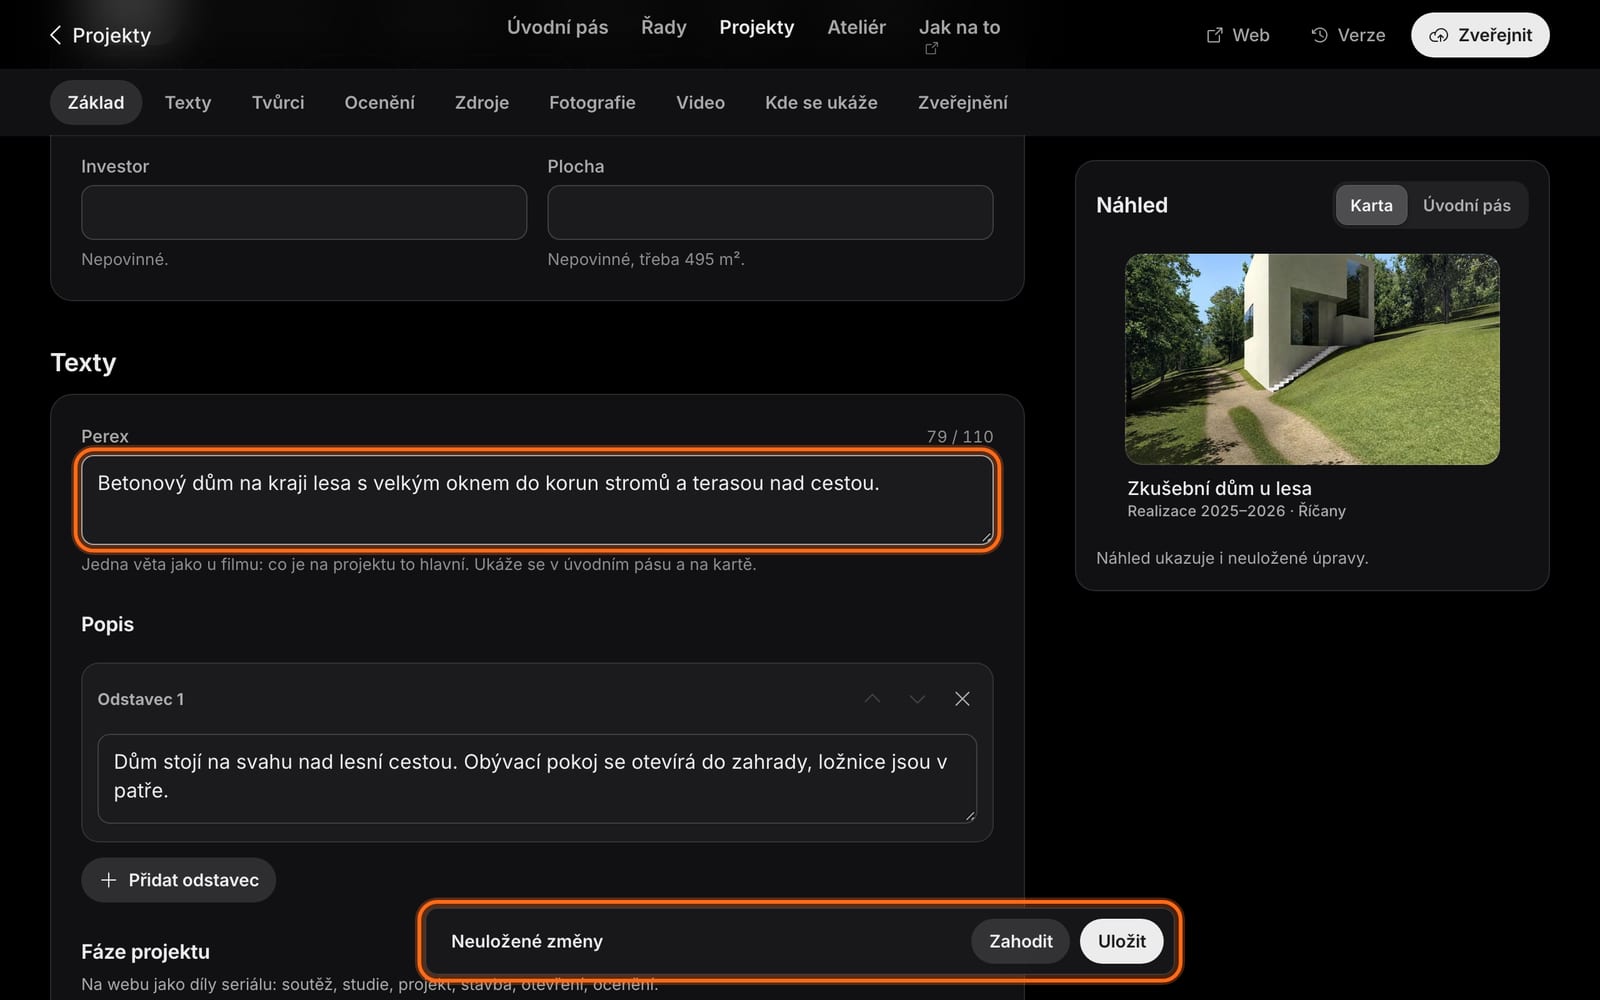 Projekty
Úvodní pás
Řady
Projekty
Ateliér
Jak na to
Web
Verze
Zveřejnit
Základ
Texty
Tvůrci
Ocenění
Zdroje
Fotografie
Video
Kde se ukáže
Zveřejnění
Investor
Plocha
Nepovinné.
Nepovinné, třeba 495 m².
Náhled
Karta
Úvodní pás
Zkušební dům u lesa
Realizace 2025–2026 · Říčany
Náhled ukazuje i neuložené úpravy.
Texty
Perex
79 / 110
Betonový dům na kraji lesa s velkým oknem do korun stromů a terasou nad cestou.
Jedna věta jako u filmu: co je na projektu to hlavní. Ukáže se v úvodním pásu a na kartě.
Popis
Odstavec 1
Dům stojí na svahu nad lesní cestou. Obývací pokoj se otevírá do zahrady, ložnice jsou v
patře.
Přidat odstavec
Neuložené změny
Zahodit
Uložit
Fáze projektu
Na webu jako díly seriálu: soutěž, studie, projekt, stavba, otevření, ocenění.